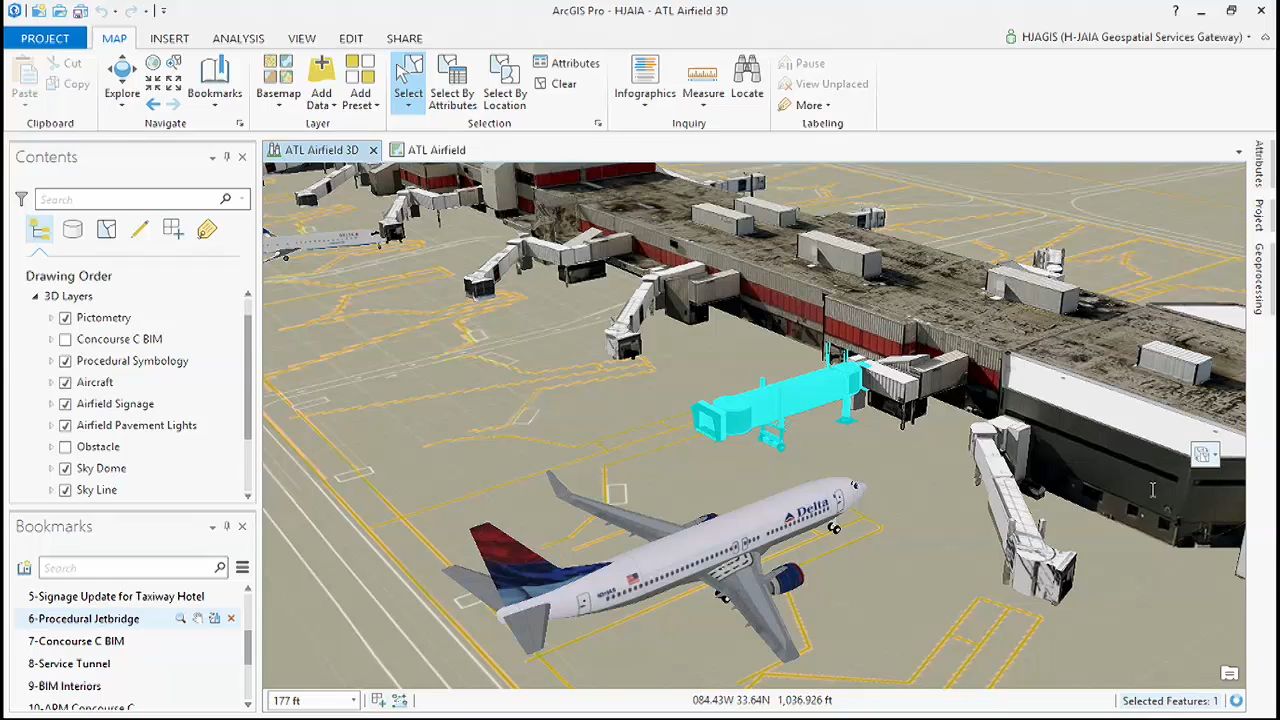 ArcGIS Pro - HJAIA - ATL Airfield 3D
?
PROJECT MAP INSERT ANALYSIS VIEW EDIT SHARE
HJAGIS (H-JAIA Geospatial Services Gateway)
Paste
Cut
Copy
Clipboard
Explore
Bookmarks
Navigate
Basemap
Add Data
Add Preset
Layer
Select
Select By Attributes
Select By Location
Attributes
Clear
Selection
Infographics
Measure
Locate
Inquiry
Pause
View Unplaced
More
Labeling
Contents
Search
Drawing Order
3D Layers
Pictometry
Concourse C BIM
Procedural Symbology
Aircraft
Airfield Signage
Airfield Pavement Lights
Obstacle
Sky Dome
Sky Line
Bookmarks
Search
5-Signage Update for Taxiway Hotel
6-Procedural Jetbridge
7-Concourse C BIM
8-Service Tunnel
9-BIM Interiors
10-APM Concourse C
ATL Airfield 3D
ATL Airfield
Delta
177 ft
084.43W 33.64N 1,036.926 ft
Selected Features: 1
Attributes
Project
Geoprocessing